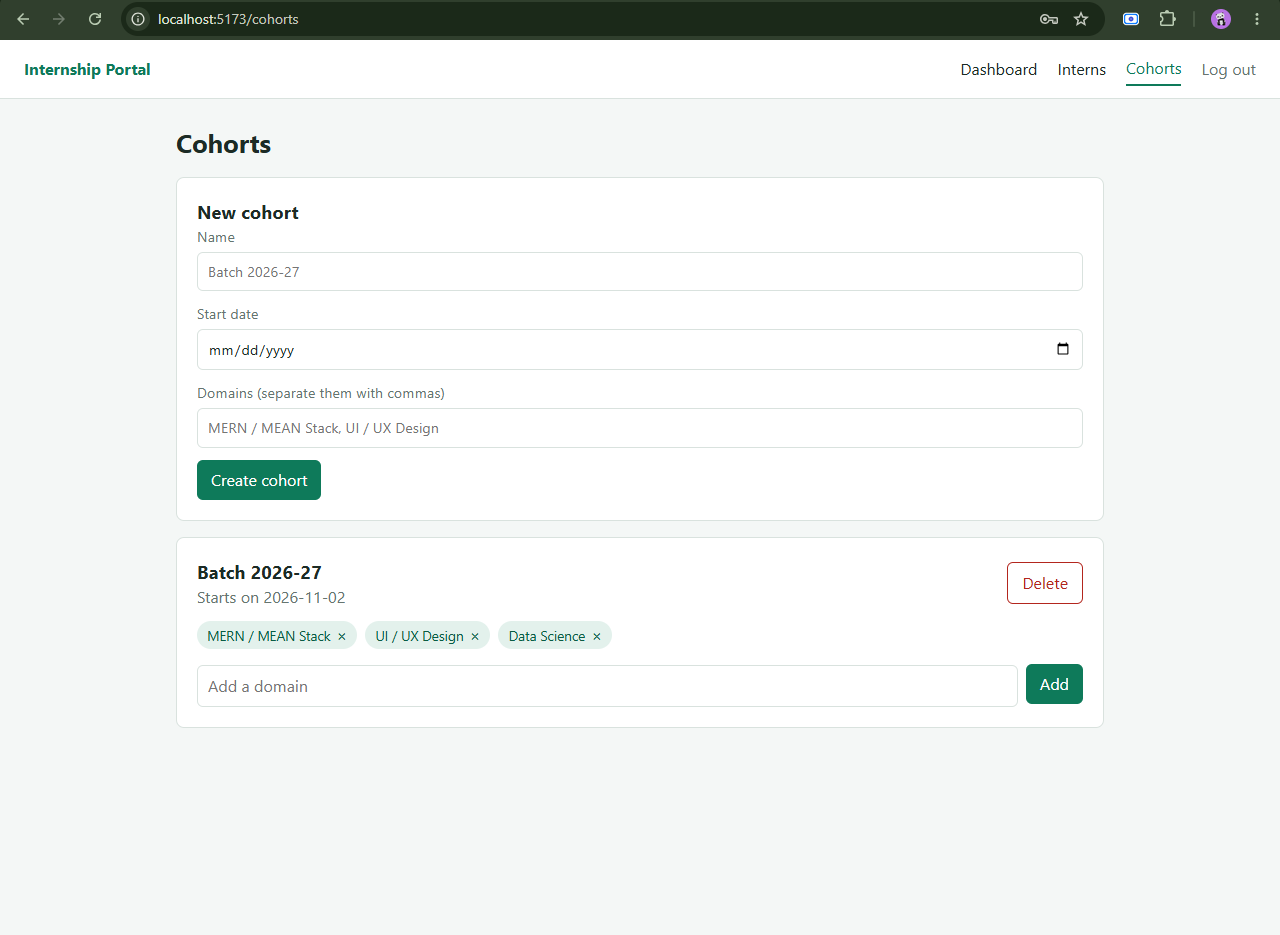 localhost:5173/cohorts
Internship Portal
Dashboard Interns Cohorts Log out
Cohorts
New cohort
Name
Batch 2026-27
Start date
mm/dd/yyyy
Domains (separate them with commas)
MERN / MEAN Stack, UI / UX Design
Create cohort
Batch 2026-27
Delete
Starts on 2026-11-02
MERN / MEAN Stack × UI / UX Design × Data Science ×
Add a domain Add